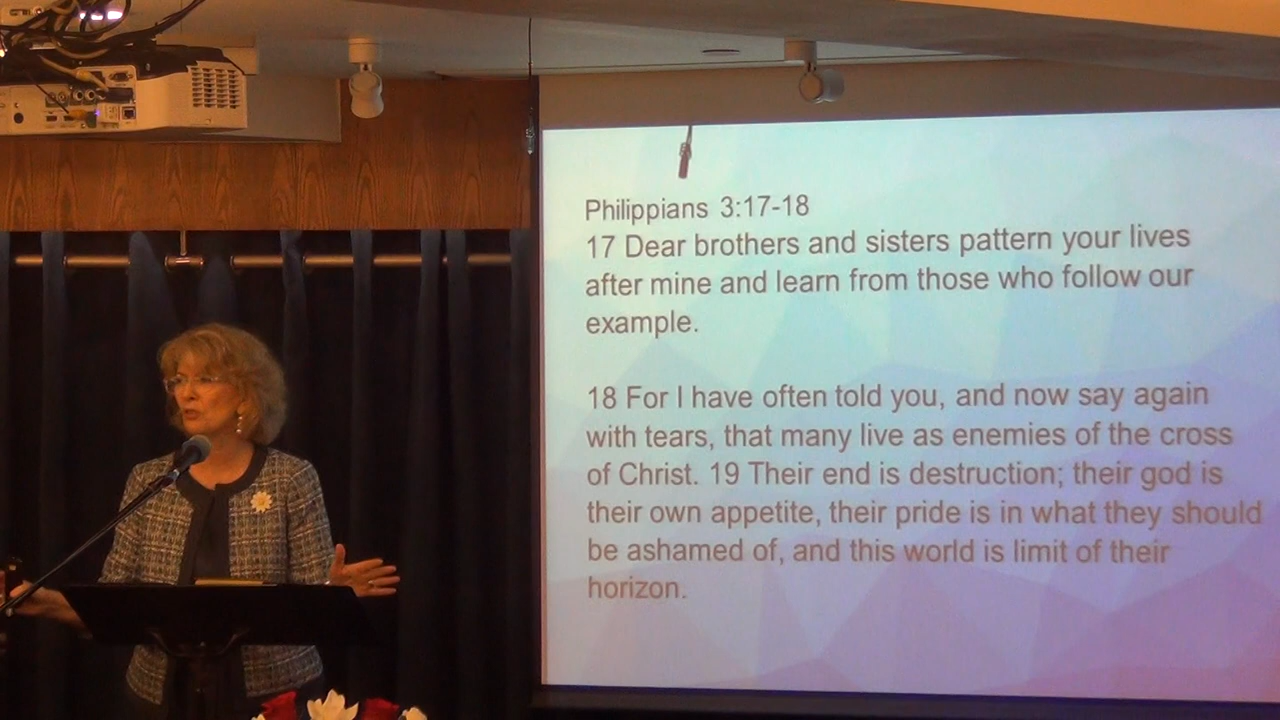 Philippians 3:17-18
17 Dear brothers and sisters pattern your lives
after mine and learn from those who follow our
example.
18 For I have often told you, and now say again
with tears, that many live as enemies of the cross
of Christ. 19 Their end is destruction; their god is
their own appetite, their pride is in what they should
be ashamed of, and this world is limit of their
horizon.